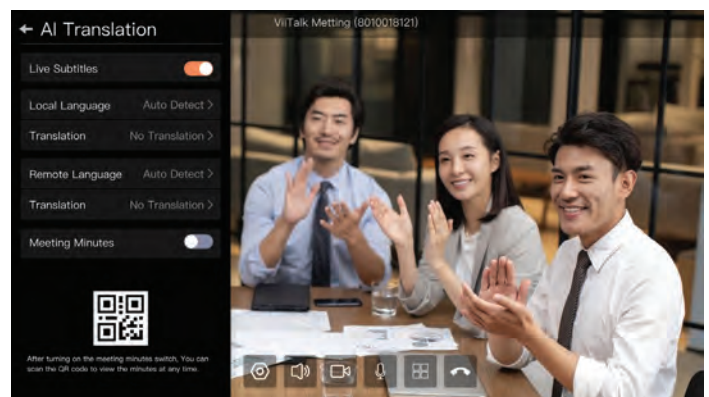 ← AI Translation
ViiTalk Metting (8010018121)
Live Subtitles
Local Language Auto Detect >
Translation No Translation >
Remote Language Auto Detect >
Translation No Translation >
Meeting Minutes
After turning on the meeting minutes switch, You can
scan the QR code to view the minutes at any time.